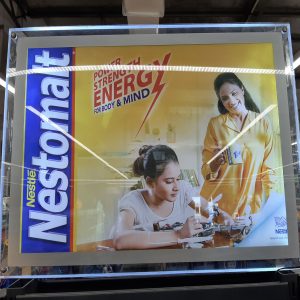 Nestlé
Nestomalt
POWER
STRENGTH
ENERGY
FOR BODY & MIND